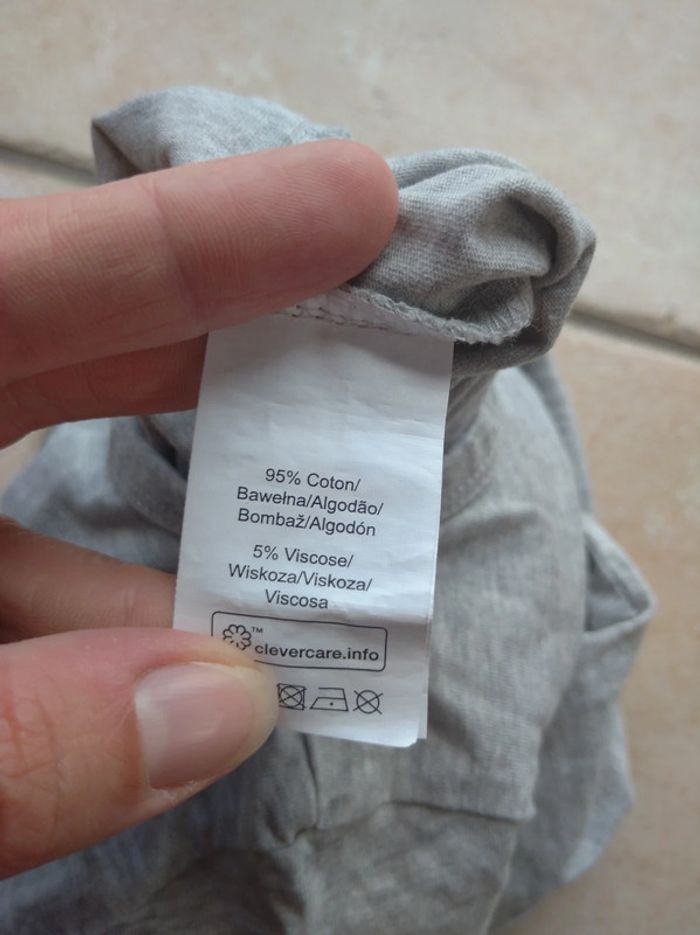 95% Coton/
Bawełna/Algodão/
Bombaž/Algodón
5% Viscose/
Wiskoza/Viskoza/
Viscosa
™
clevercare.info